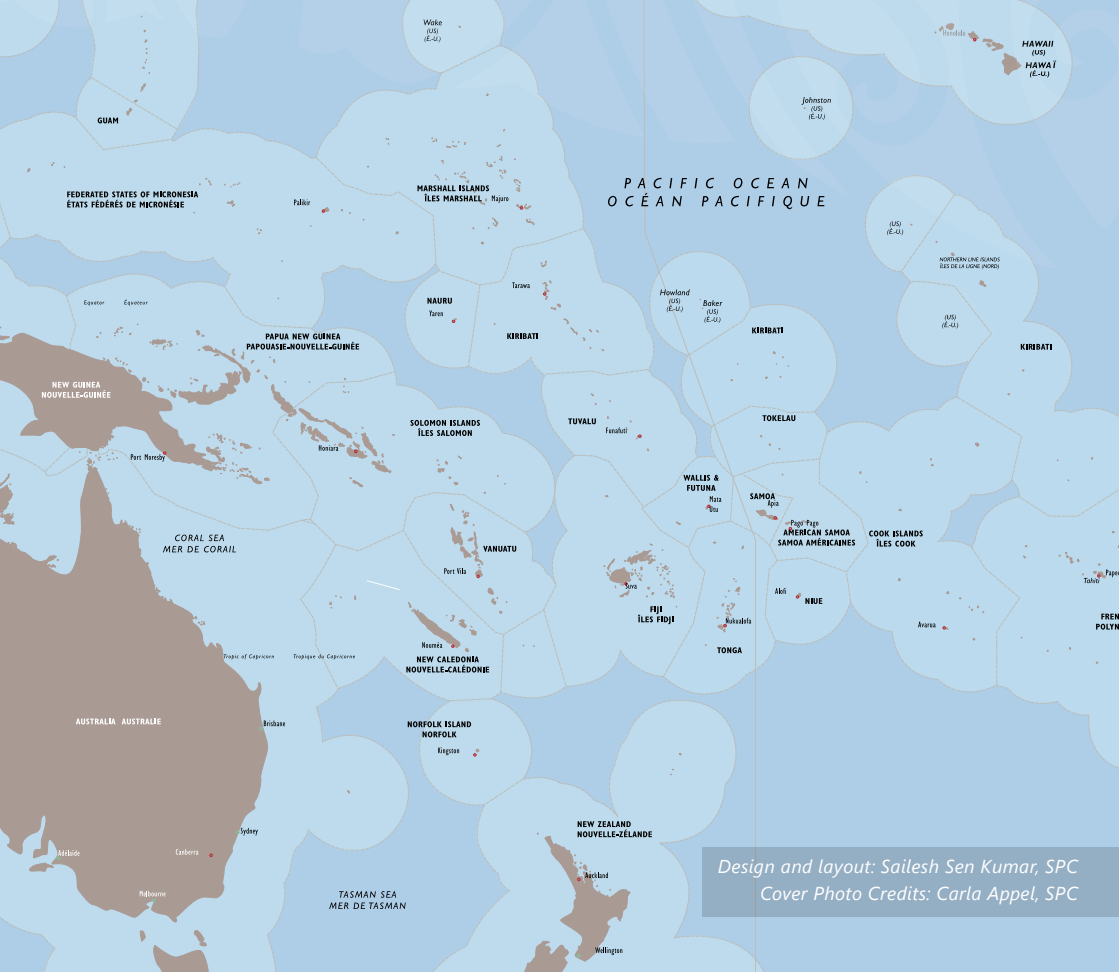 Wake
(US)
(É.-U.)
Honolulu
HAWAII
(US)
HAWAÏ
(É.-U.)
Johnston
(US)
(É.-U.)
GUAM
PACIFIC OCEAN
OCÉAN PACIFIQUE
FEDERATED STATES OF MICRONESIA
ÉTATS FÉDÉRÉS DE MICRONÉSIE
Palikir
MARSHALL ISLANDS
ÎLES MARSHALL
Majuro
(US)
(É.-U.)
NORTHERN LINE ISLANDS
ÎLES DE LA LIGNE (NORD)
Tarawa
Equator
Équateur
NAURU
Yaren
Howland
(US)
(É.-U.)
Baker
(US)
(É.-U.)
(US)
(É.-U.)
KIRIBATI
KIRIBATI
KIRIBATI
PAPUA NEW GUINEA
PAPOUASIE-NOUVELLE-GUINÉE
NEW GUINEA
NOUVELLE-GUINÉE
SOLOMON ISLANDS
ÎLES SALOMON
TUVALU
Funafuti
TOKELAU
Port Moresby
Honiara
WALLIS &
FUTUNA
Mata
Utu
SAMOA
Apia
Pago Pago
AMERICAN SAMOA
SAMOA AMÉRICAINES
COOK ISLANDS
ÎLES COOK
CORAL SEA
MER DE CORAIL
VANUATU
Port Vila
Suva
FIJI
ÎLES FIDJI
Alofi
NIUE
Tahiti
Papee
Nukualofa
TONGA
Avarua
FREN
POLYN
Nouméa
NEW CALEDONIA
NOUVELLE-CALÉDONIE
Tropic of Capricorn
Tropique du Capricorne
AUSTRALIA AUSTRALIE
Brisbane
NORFOLK ISLAND
NORFOLK
Kingston
Sydney
Adélaïde
Canberra
Melbourne
NEW ZEALAND
NOUVELLE-ZÉLANDE
Auckland
TASMAN SEA
MER DE TASMAN
Wellington
Design and layout: Sailesh Sen Kumar, SPC
Cover Photo Credits: Carla Appel, SPC